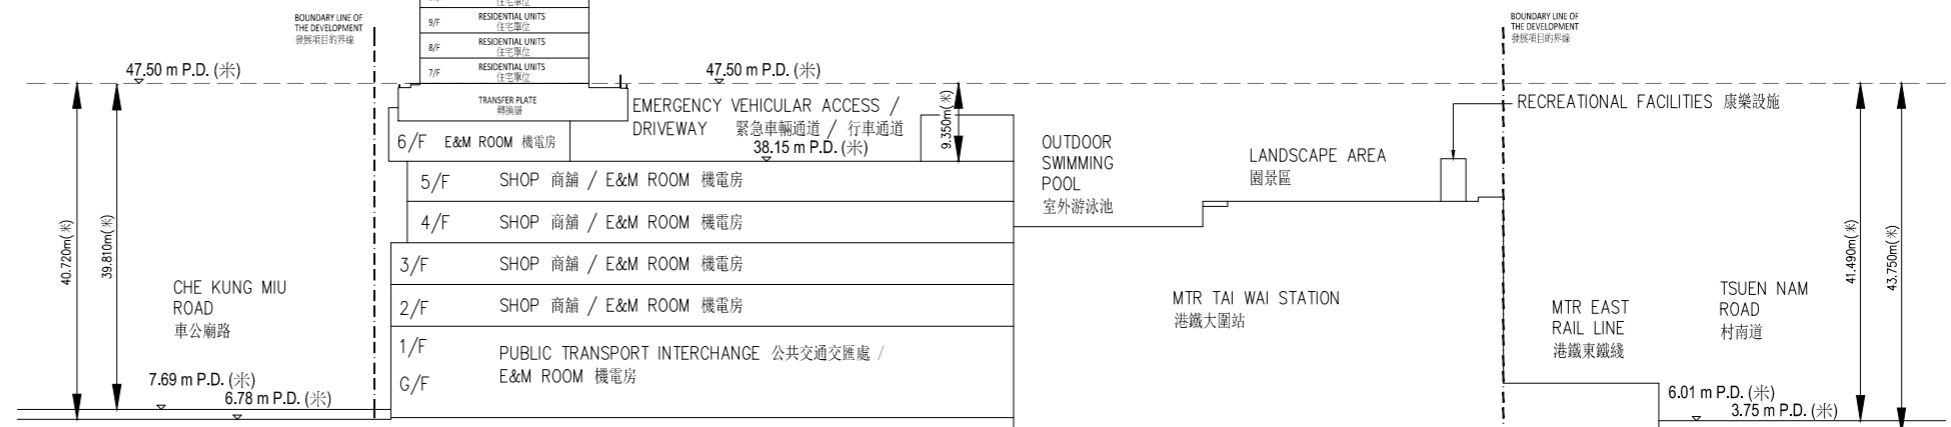 住宅單位
9/F RESIDENTIAL UNITS
住宅單位
8/F RESIDENTIAL UNITS
住宅單位
7/F RESIDENTIAL UNITS
住宅單位
BOUNDARY LINE OF
THE DEVELOPMENT
發展項目的界線
BOUNDARY LINE OF
THE DEVELOPMENT
發展項目的界線
47.50 m P.D. (米)
47.50 m P.D. (米)
TRANSFER PLATE
轉換層
EMERGENCY VEHICULAR ACCESS /
DRIVEWAY 緊急車輛通道 / 行車通道
38.15 m P.D. (米)
9.350m(米)
6/F E&M ROOM 機電房
5/F SHOP 商舖 / E&M ROOM 機電房
4/F SHOP 商舖 / E&M ROOM 機電房
3/F SHOP 商舖 / E&M ROOM 機電房
2/F SHOP 商舖 / E&M ROOM 機電房
1/F
G/F
PUBLIC TRANSPORT INTERCHANGE 公共交通交匯處 /
E&M ROOM 機電房
OUTDOOR
SWIMMING
POOL
室外游泳池
LANDSCAPE AREA
園景區
RECREATIONAL FACILITIES 康樂設施
40.720m(米)
39.810m(米)
CHE KUNG MIU
ROAD
車公廟路
7.69 m P.D. (米)
6.78 m P.D. (米)
MTR TAI WAI STATION
港鐵大圍站
MTR EAST
RAIL LINE
港鐵東鐵綫
TSUEN NAM
ROAD
村南道
41.490m(米)
43.750m(米)
6.01 m P.D. (米)
3.75 m P.D. (米)